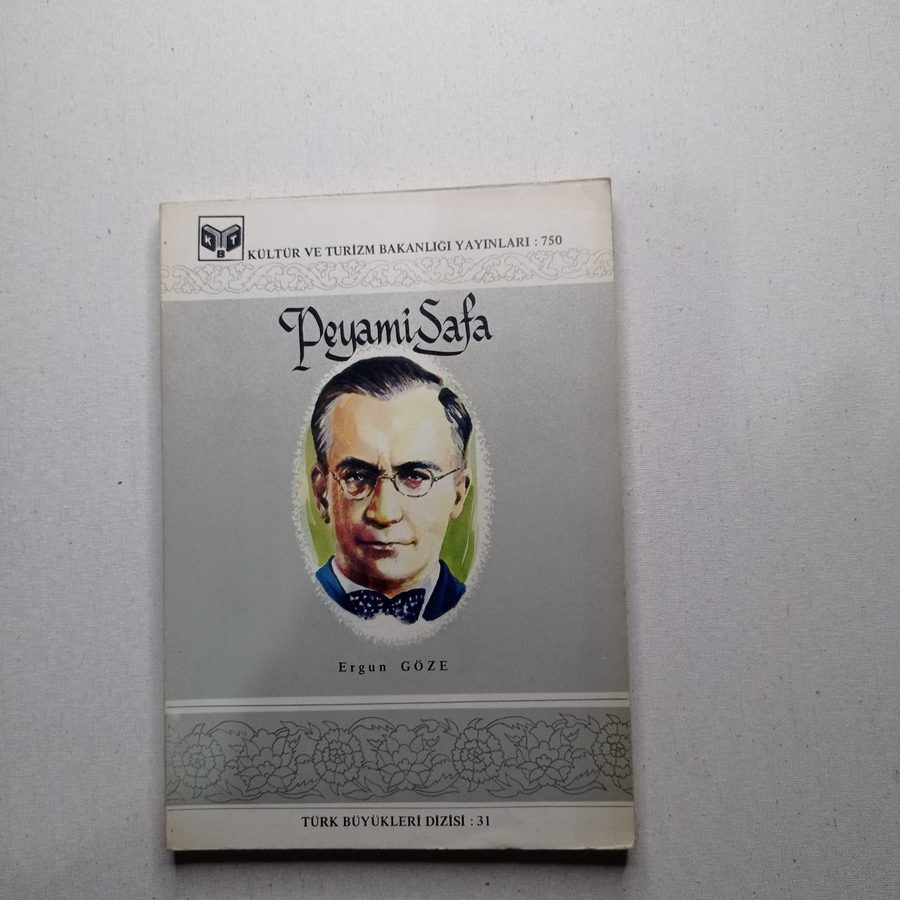 K B T
KÜLTÜR VE TURİZM BAKANLIĞI YAYINLARI : 750
Peyami Safa
Ergun GÖZE
TÜRK BÜYÜKLERİ DİZİSİ : 31